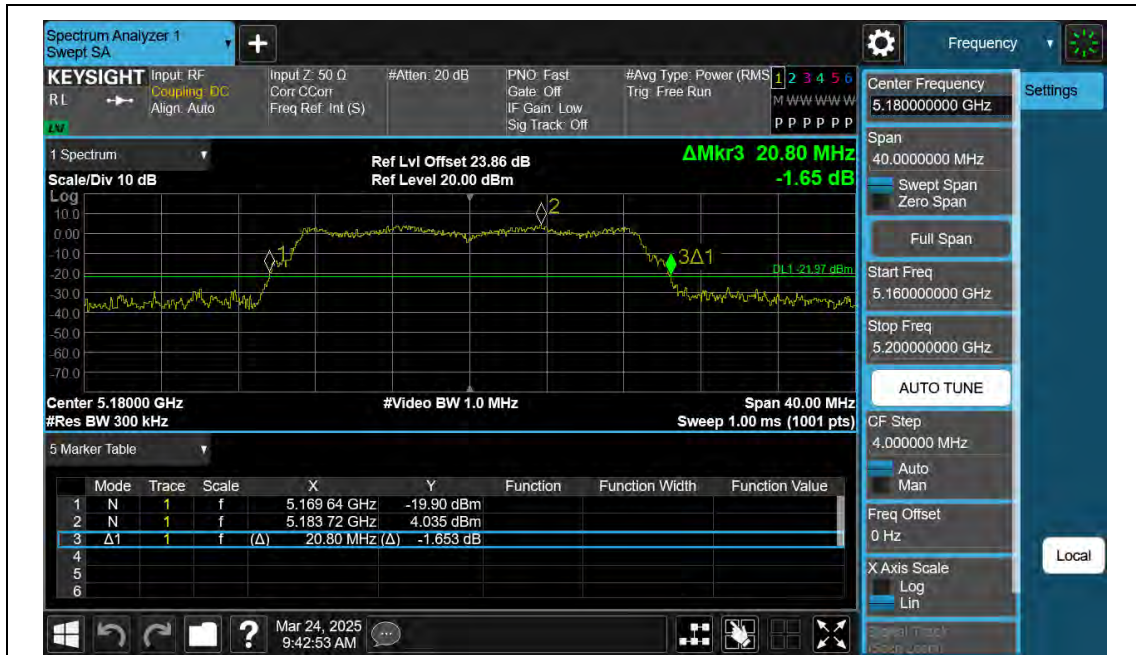 Spectrum Analyzer 1
Swept SA
+
Frequency
KEYSIGHT Input: RF Input Z: 50 Ω #Atten: 20 dB PNO: Fast #Avg Type: Power (RMS 1 2 3 4 5 6
RL Coupling: DC Corr CCorr Gate: Off Trig: Free Run M W W W W W
Align: Auto Freq Ref: Int (S) IF Gain: Low
Sig Track: Off P P P P P P
LXI
1 Spectrum
Ref Lvl Offset 23.86 dB
ΔMkr3 20.80 MHz
Scale/Div 10 dB
Ref Level 20.00 dBm
-1.65 dB
Log
10.0
0.00
-10.0
-20.0
-30.0
-40.0
-50.0
-60.0
-70.0
1
2
3Δ1
DL1 -21.97 dBm
Center 5.18000 GHz #Video BW 1.0 MHz Span 40.00 MHz
#Res BW 300 kHz Sweep 1.00 ms (1001 pts)
5 Marker Table
Mode Trace Scale X Y Function Function Width Function Value
1 N 1 f 5.169 64 GHz -19.90 dBm
2 N 1 f 5.183 72 GHz 4.035 dBm
3 Δ1 1 f (Δ) 20.80 MHz (Δ) -1.653 dB
4
5
6
Center Frequency
5.180000000 GHz
Settings
Span
40.0000000 MHz
Swept Span
Zero Span
Full Span
Start Freq
5.160000000 GHz
Stop Freq
5.200000000 GHz
AUTO TUNE
CF Step
4.000000 MHz
Auto
Man
Freq Offset
0 Hz
X Axis Scale
Log
Lin
Signal Track
(Span Zoom)
Local
?
Mar 24, 2025
9:42:53 AM